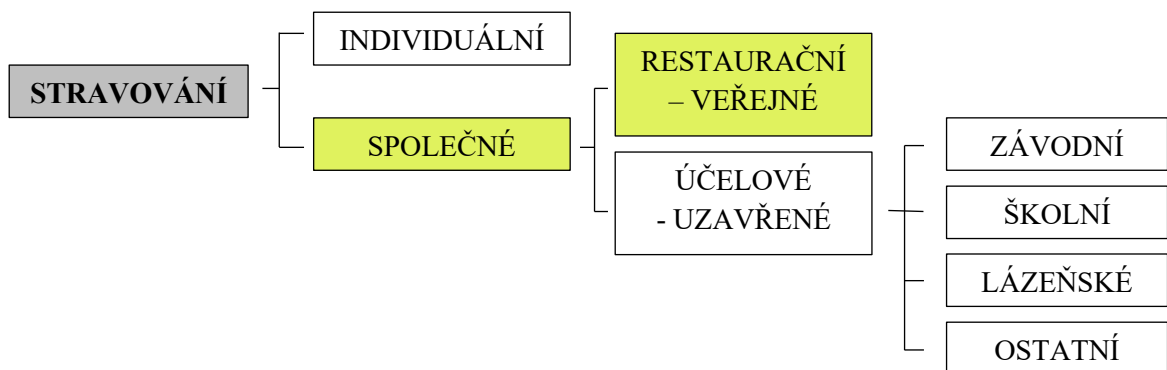 STRAVOVÁNÍ
INDIVIDUÁLNÍ
SPOLEČNÉ
RESTAURAČNÍ
– VEŘEJNÉ
ÚČELOVÉ
- UZAVŘENÉ
ZÁVODNÍ
ŠKOLNÍ
LÁZEŇSKÉ
OSTATNÍ